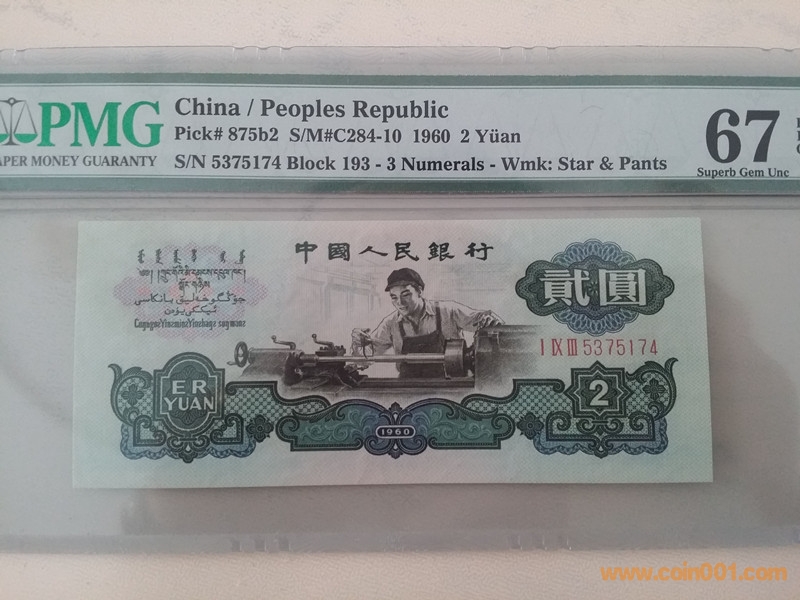 PMG
APER MONEY GUARANTY
China / Peoples Republic
Pick# 875b2 S/M#C284-10 1960 2 Yüan
S/N 5375174 Block 193 - 3 Numerals - Wmk: Star & Pants
67
Superb Gem Unc
中國人民銀行
貳圓
I IX III 5375174
ER
YUAN
2
1960
www.coin001.com